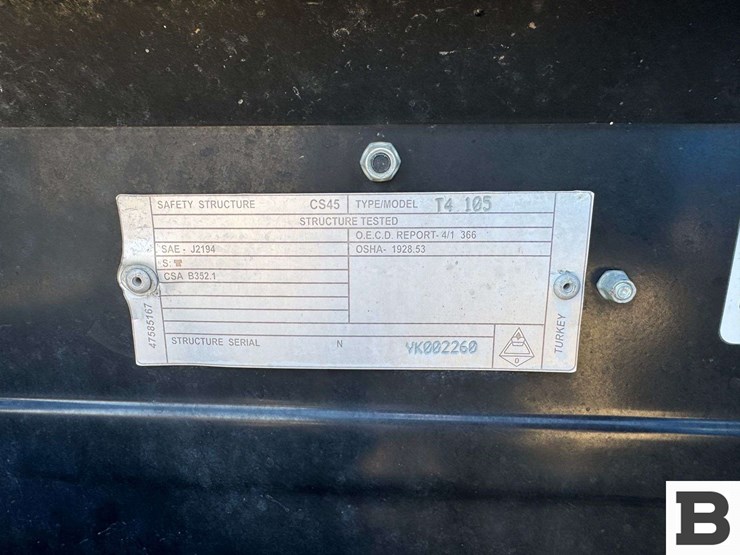 SAFETY STRUCTURE CS45 TYPE/MODEL T4 105
STRUCTURE TESTED
O.E.C.D. REPORT- 4/1 366
SAE - J2194 OSHA- 1928.53
S:
CSA B352.1
STRUCTURE SERIAL N YK002260
47585167
TURKEY
B